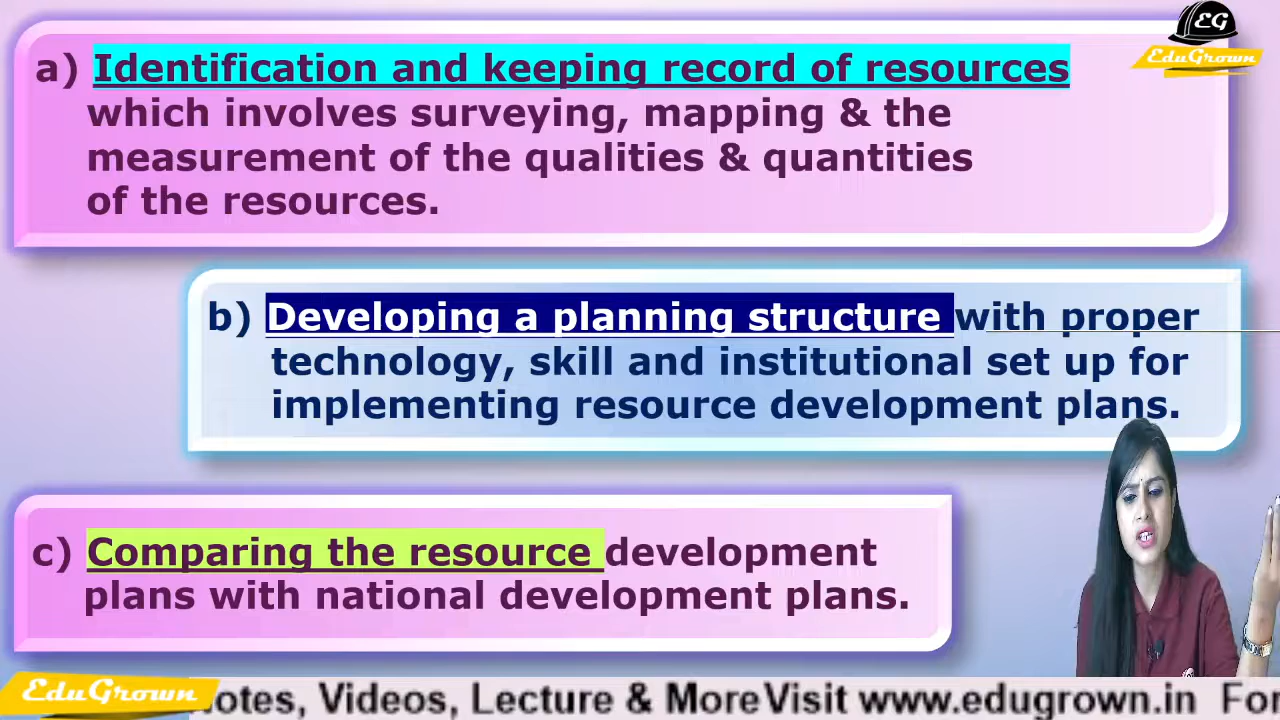 EG
EduGrown
a) Identification and keeping record of resources
which involves surveying, mapping & the
measurement of the qualities & quantities
of the resources.
b) Developing a planning structure with proper
technology, skill and institutional set up for
implementing resource development plans.
c) Comparing the resource development
plans with national development plans.
EduGrown
otes, Videos, Lecture & More Visit www.edugrown.in For